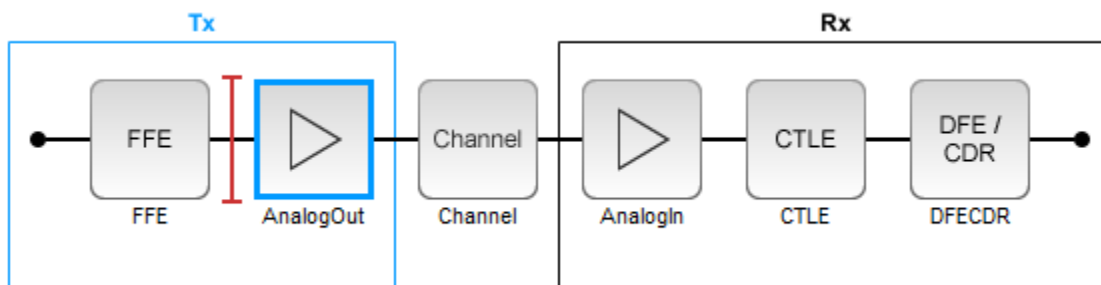 Tx
Rx
FFE
Channel
CTLE
DFE /
CDR
FFE
AnalogOut
Channel
AnalogIn
CTLE
DFECDR